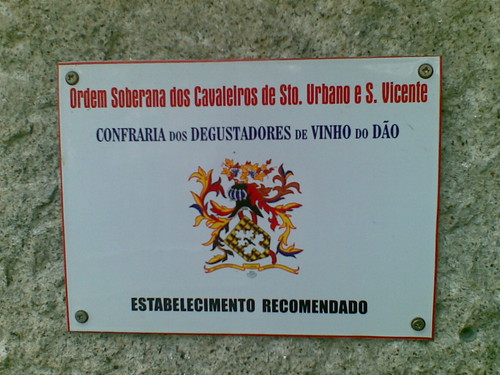 Ordem Soberana dos Cavaleiros de Sto. Urbano e S. Vicente
CONFRARIA DOS DEGUSTADORES DE VINHO DO DÃO
ESTABELECIMENTO RECOMENDADO